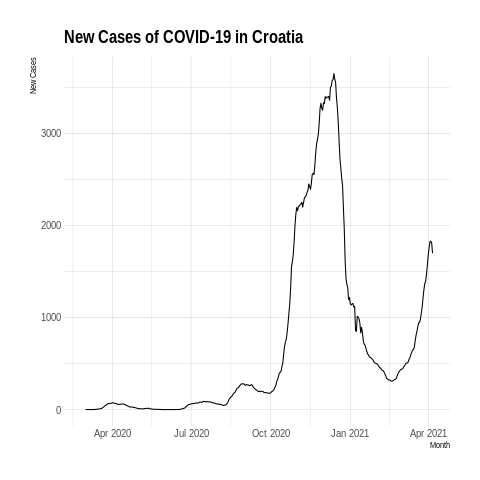 New Cases of COVID-19 in Croatia
New Cases
3000
2000
1000
0
Apr 2020 Jul 2020 Oct 2020 Jan 2021 Apr 2021
Month